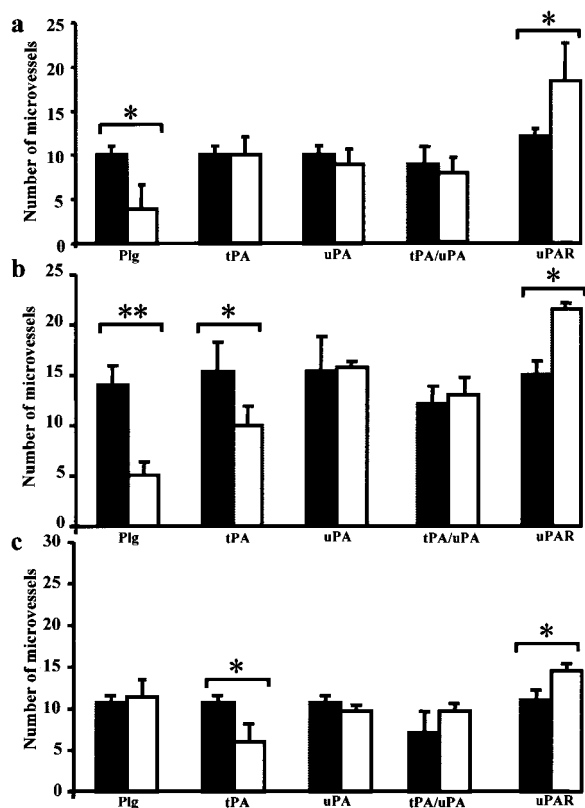 a
Number of microvessels
25
20
15
10
5
0
*
*
Plg
tPA
uPA
tPA/uPA
uPAR
b
Number of microvessels
25
20
15
10
5
0
**
*
*
Plg
tPA
uPA
tPA/uPA
uPAR
c
Number of microvessels
30
25
20
15
10
5
0
*
*
Plg
tPA
uPA
tPA/uPA
uPAR